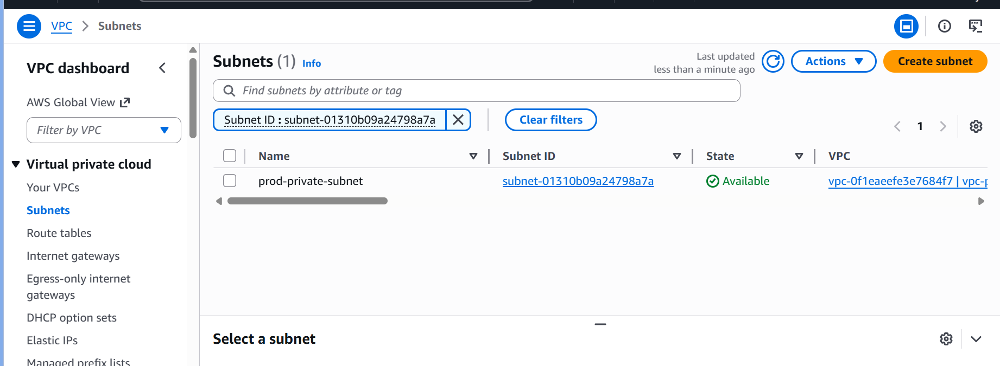 VPC > Subnets
VPC dashboard
AWS Global View
Filter by VPC
Virtual private cloud
Your VPCs
Subnets
Route tables
Internet gateways
Egress-only internet
gateways
DHCP option sets
Elastic IPs
Managed prefix lists
Subnets (1) Info
Last updated
less than a minute ago
Actions
Create subnet
Find subnets by attribute or tag
Subnet ID : subnet-01310b09a24798a7a
Clear filters
1
Name Subnet ID State VPC
prod-private-subnet subnet-01310b09a24798a7a Available vpc-0f1eaeefe3e7684f7 | vpc-p
Select a subnet